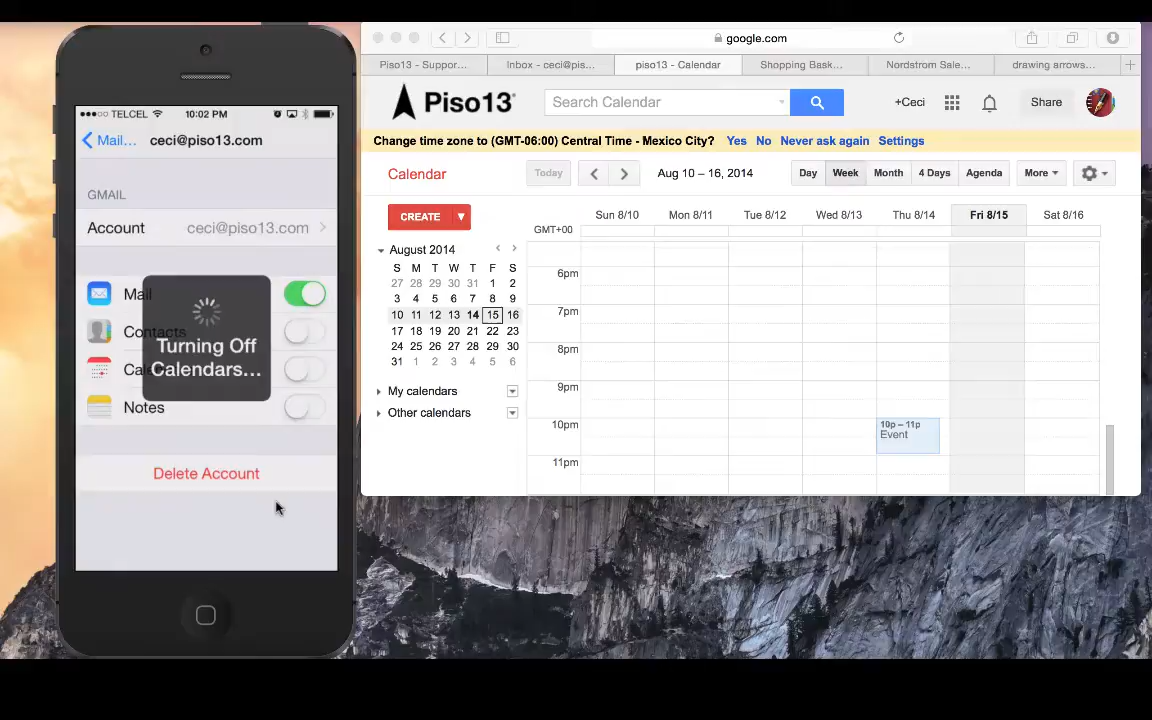 TELCEL 10:02 PM
Mail... ceci@piso13.com
GMAIL
Account ceci@piso13.com
Mail
Contacts
Turning Off
Calendars...
Notes
Delete Account
google.com
Piso13 - Suppor...
Inbox - ceci@pis...
piso13 - Calendar
Shopping Bask...
Nordstrom Sale...
drawing arrows...
Piso13
Search Calendar
+Ceci
Share
Change time zone to (GMT-06:00) Central Time - Mexico City? Yes No Never ask again Settings
Calendar
Today
Aug 10 – 16, 2014
Day Week Month 4 Days Agenda
More
CREATE
August 2014
S M T W T F S
27 28 29 30 31 1 2
3 4 5 6 7 8 9
10 11 12 13 14 15 16
17 18 19 20 21 22 23
24 25 26 27 28 29 30
31 1 2 3 4 5 6
My calendars
Other calendars
Sun 8/10 Mon 8/11 Tue 8/12 Wed 8/13 Thu 8/14 Fri 8/15 Sat 8/16
GMT+00
6pm
7pm
8pm
9pm
10pm
10p – 11p
Event
11pm